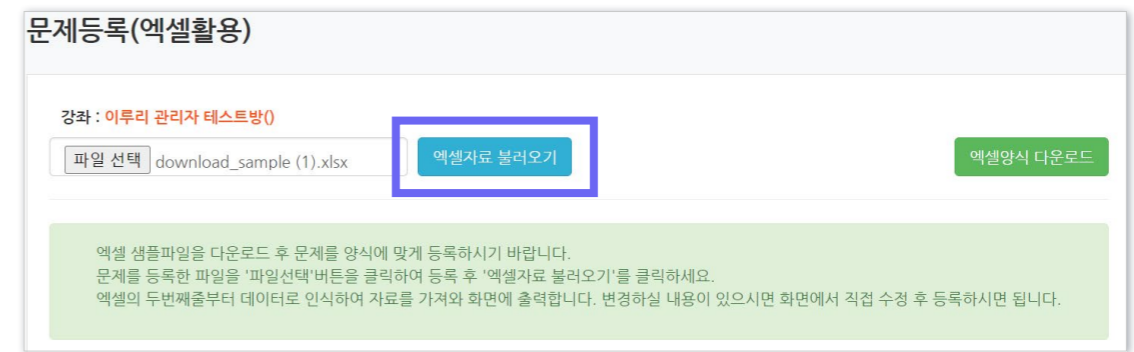 문제등록(엑셀활용)
강좌 : 이루리 관리자 테스트방()
파일 선택 download_sample (1).xlsx 엑셀자료 불러오기 엑셀양식 다운로드
엑셀 샘플파일을 다운로드 후 문제를 양식에 맞게 등록하시기 바랍니다.
문제를 등록한 파일을 '파일선택'버튼을 클릭하여 등록 후 '엑셀자료 불러오기'를 클릭하세요.
엑셀의 두번째줄부터 데이터로 인식하여 자료를 가져와 화면에 출력합니다. 변경하실 내용이 있으시면 화면에서 직접 수정 후 등록하시면 됩니다.